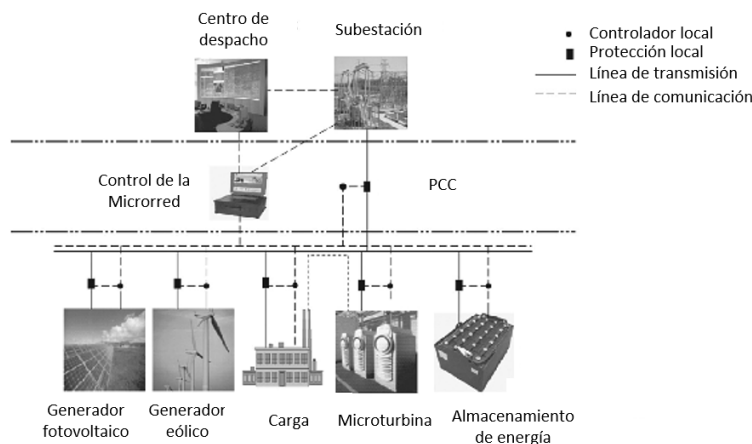 Centro de
despacho
Subestación
Controlador local
Protección local
Línea de transmisión
Línea de comunicación
Control de la
Microrred
PCC
Generador
fotovoltaico
Generador
eólico
Carga
Microturbina
Almacenamiento
de energía